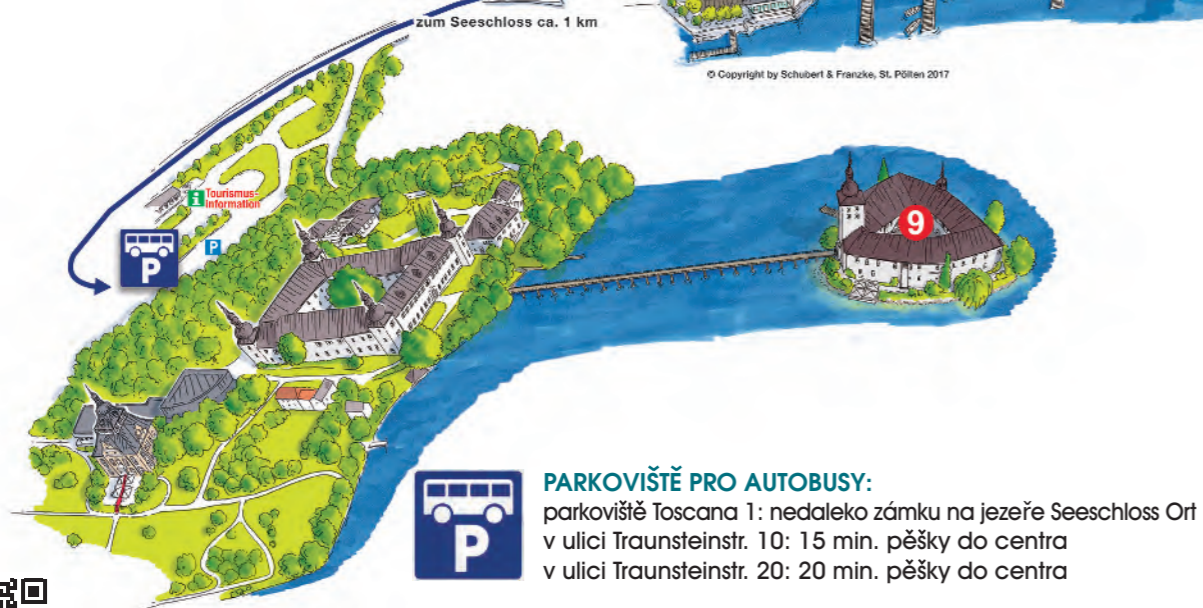 zum Seeschloss ca. 1 km
© Copyright by Schubert & Franzke, St. Pölten 2017
i Tourismus-
Information
P
P
9
P
PARKOVIŠTĚ PRO AUTOBUSY:
parkoviště Toscana 1: nedaleko zámku na jezeře Seeschloss Ort
v ulici Traunsteinstr. 10: 15 min. pěšky do centra
v ulici Traunsteinstr. 20: 20 min. pěšky do centra